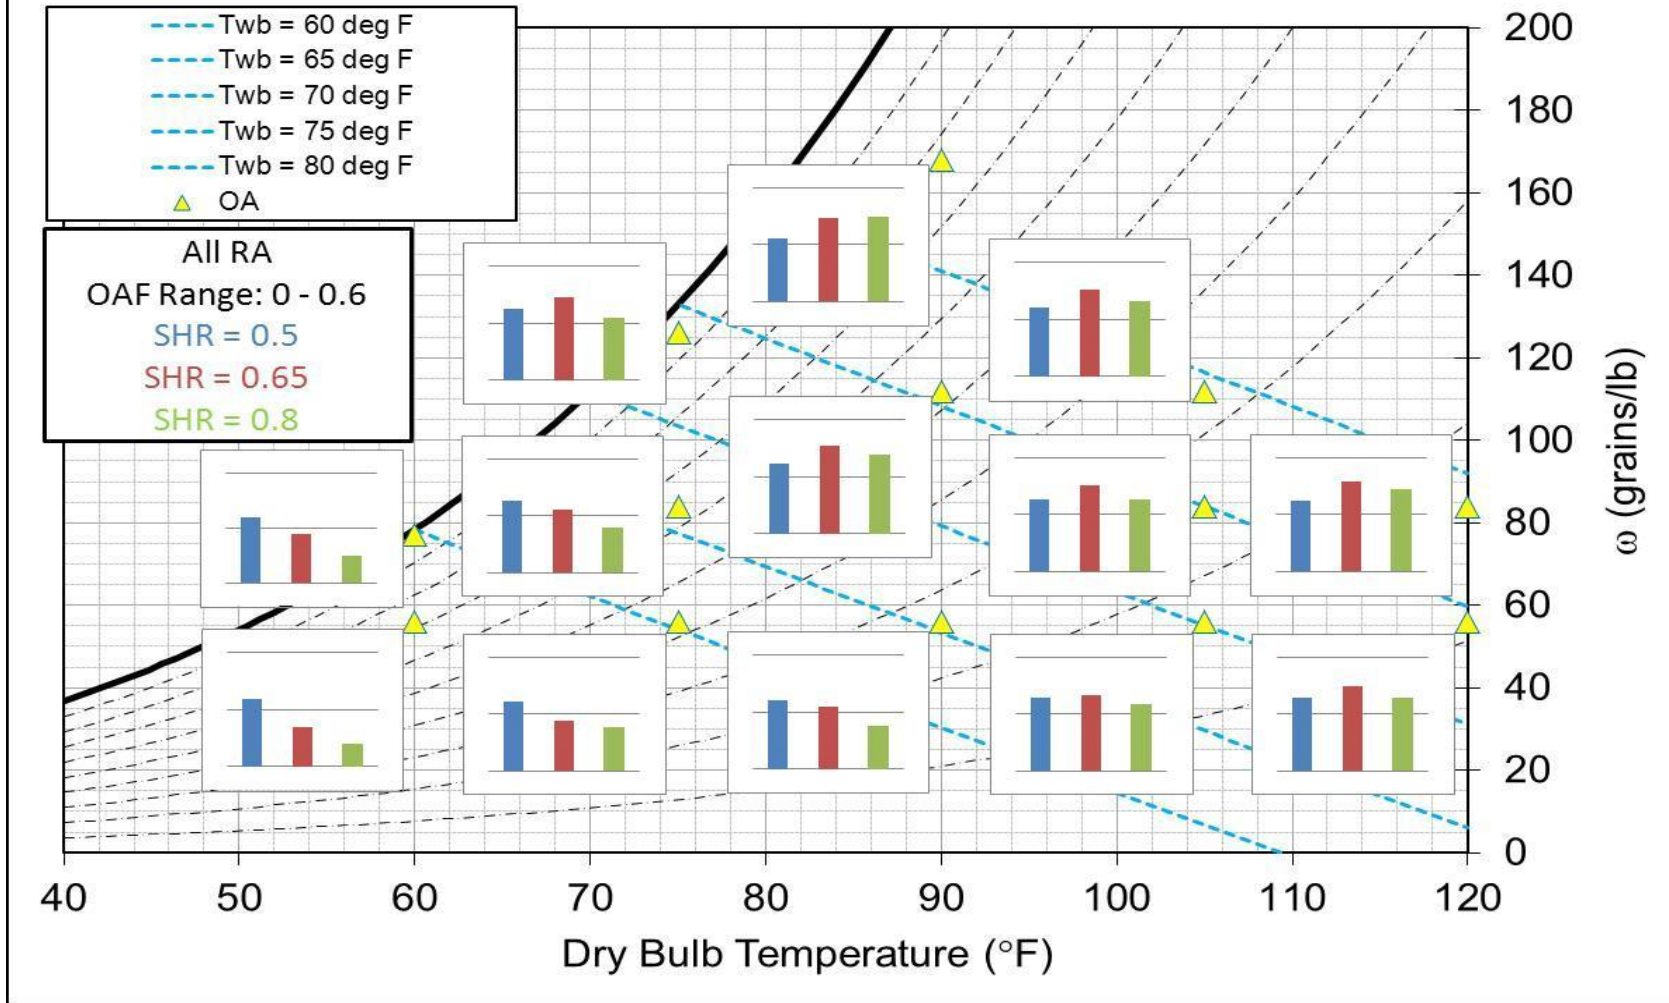 Twb = 60 deg F
Twb = 65 deg F
Twb = 70 deg F
Twb = 75 deg F
Twb = 80 deg F
OA
All RA
OAF Range: 0 - 0.6
SHR = 0.5
SHR = 0.65
SHR = 0.8
200
180
160
140
120
100
80
60
40
20
0
ω (grains/lb)
40 50 60 70 80 90 100 110 120
Dry Bulb Temperature (°F)